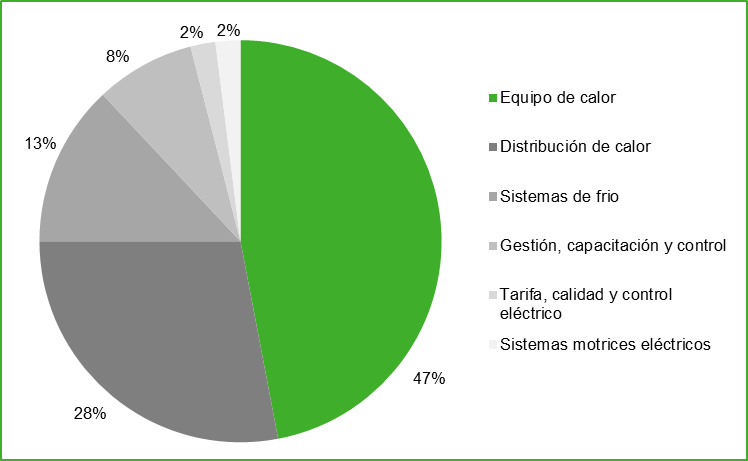 2%
2%
8%
13%
28%
47%
Equipo de calor
Distribución de calor
Sistemas de frio
Gestión, capacitación y control
Tarifa, calidad y control
eléctrico
Sistemas motrices eléctricos